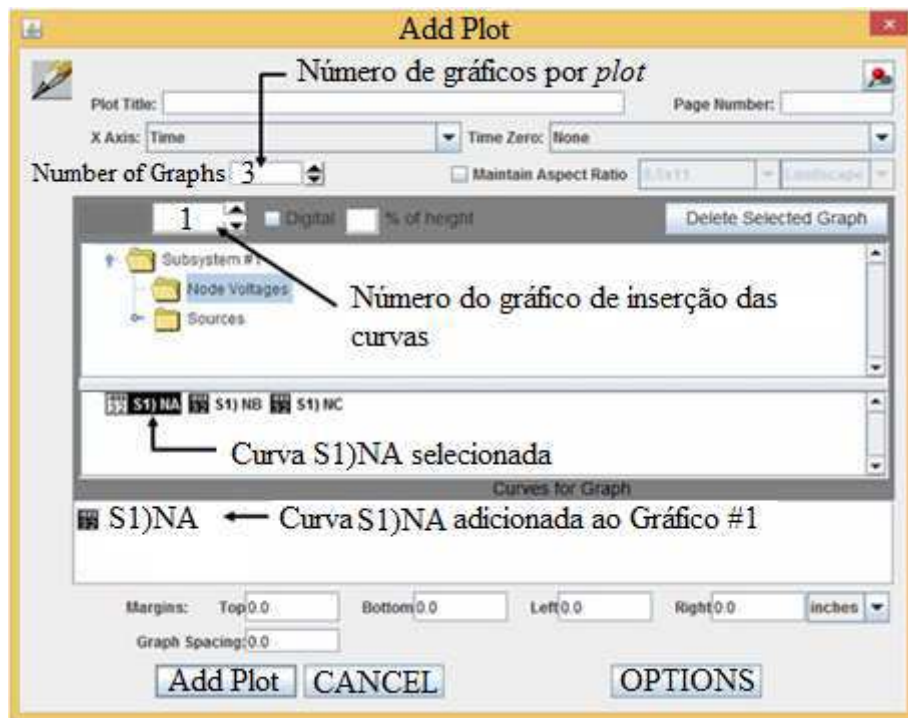 Add Plot
Número de gráficos por plot
Plot Title:
Page Number:
X Axis: Time
Time Zero: None
Number of Graphs 3
Maintain Aspect Ratio
8.5x11
Landscape
1
Digital
% of height
Delete Selected Graph
Subsystem #1
Node Voltages
Sources
Número do gráfico de inserção das
curvas
S1) NA S1) NB S1) NC
Curva S1)NA selecionada
Curves for Graph
S1)NA
Curva S1)NA adicionada ao Gráfico #1
Margins: Top 0.0 Bottom 0.0 Left 0.0 Right 0.0 inches
Graph Spacing: 0.0
Add Plot CANCEL OPTIONS